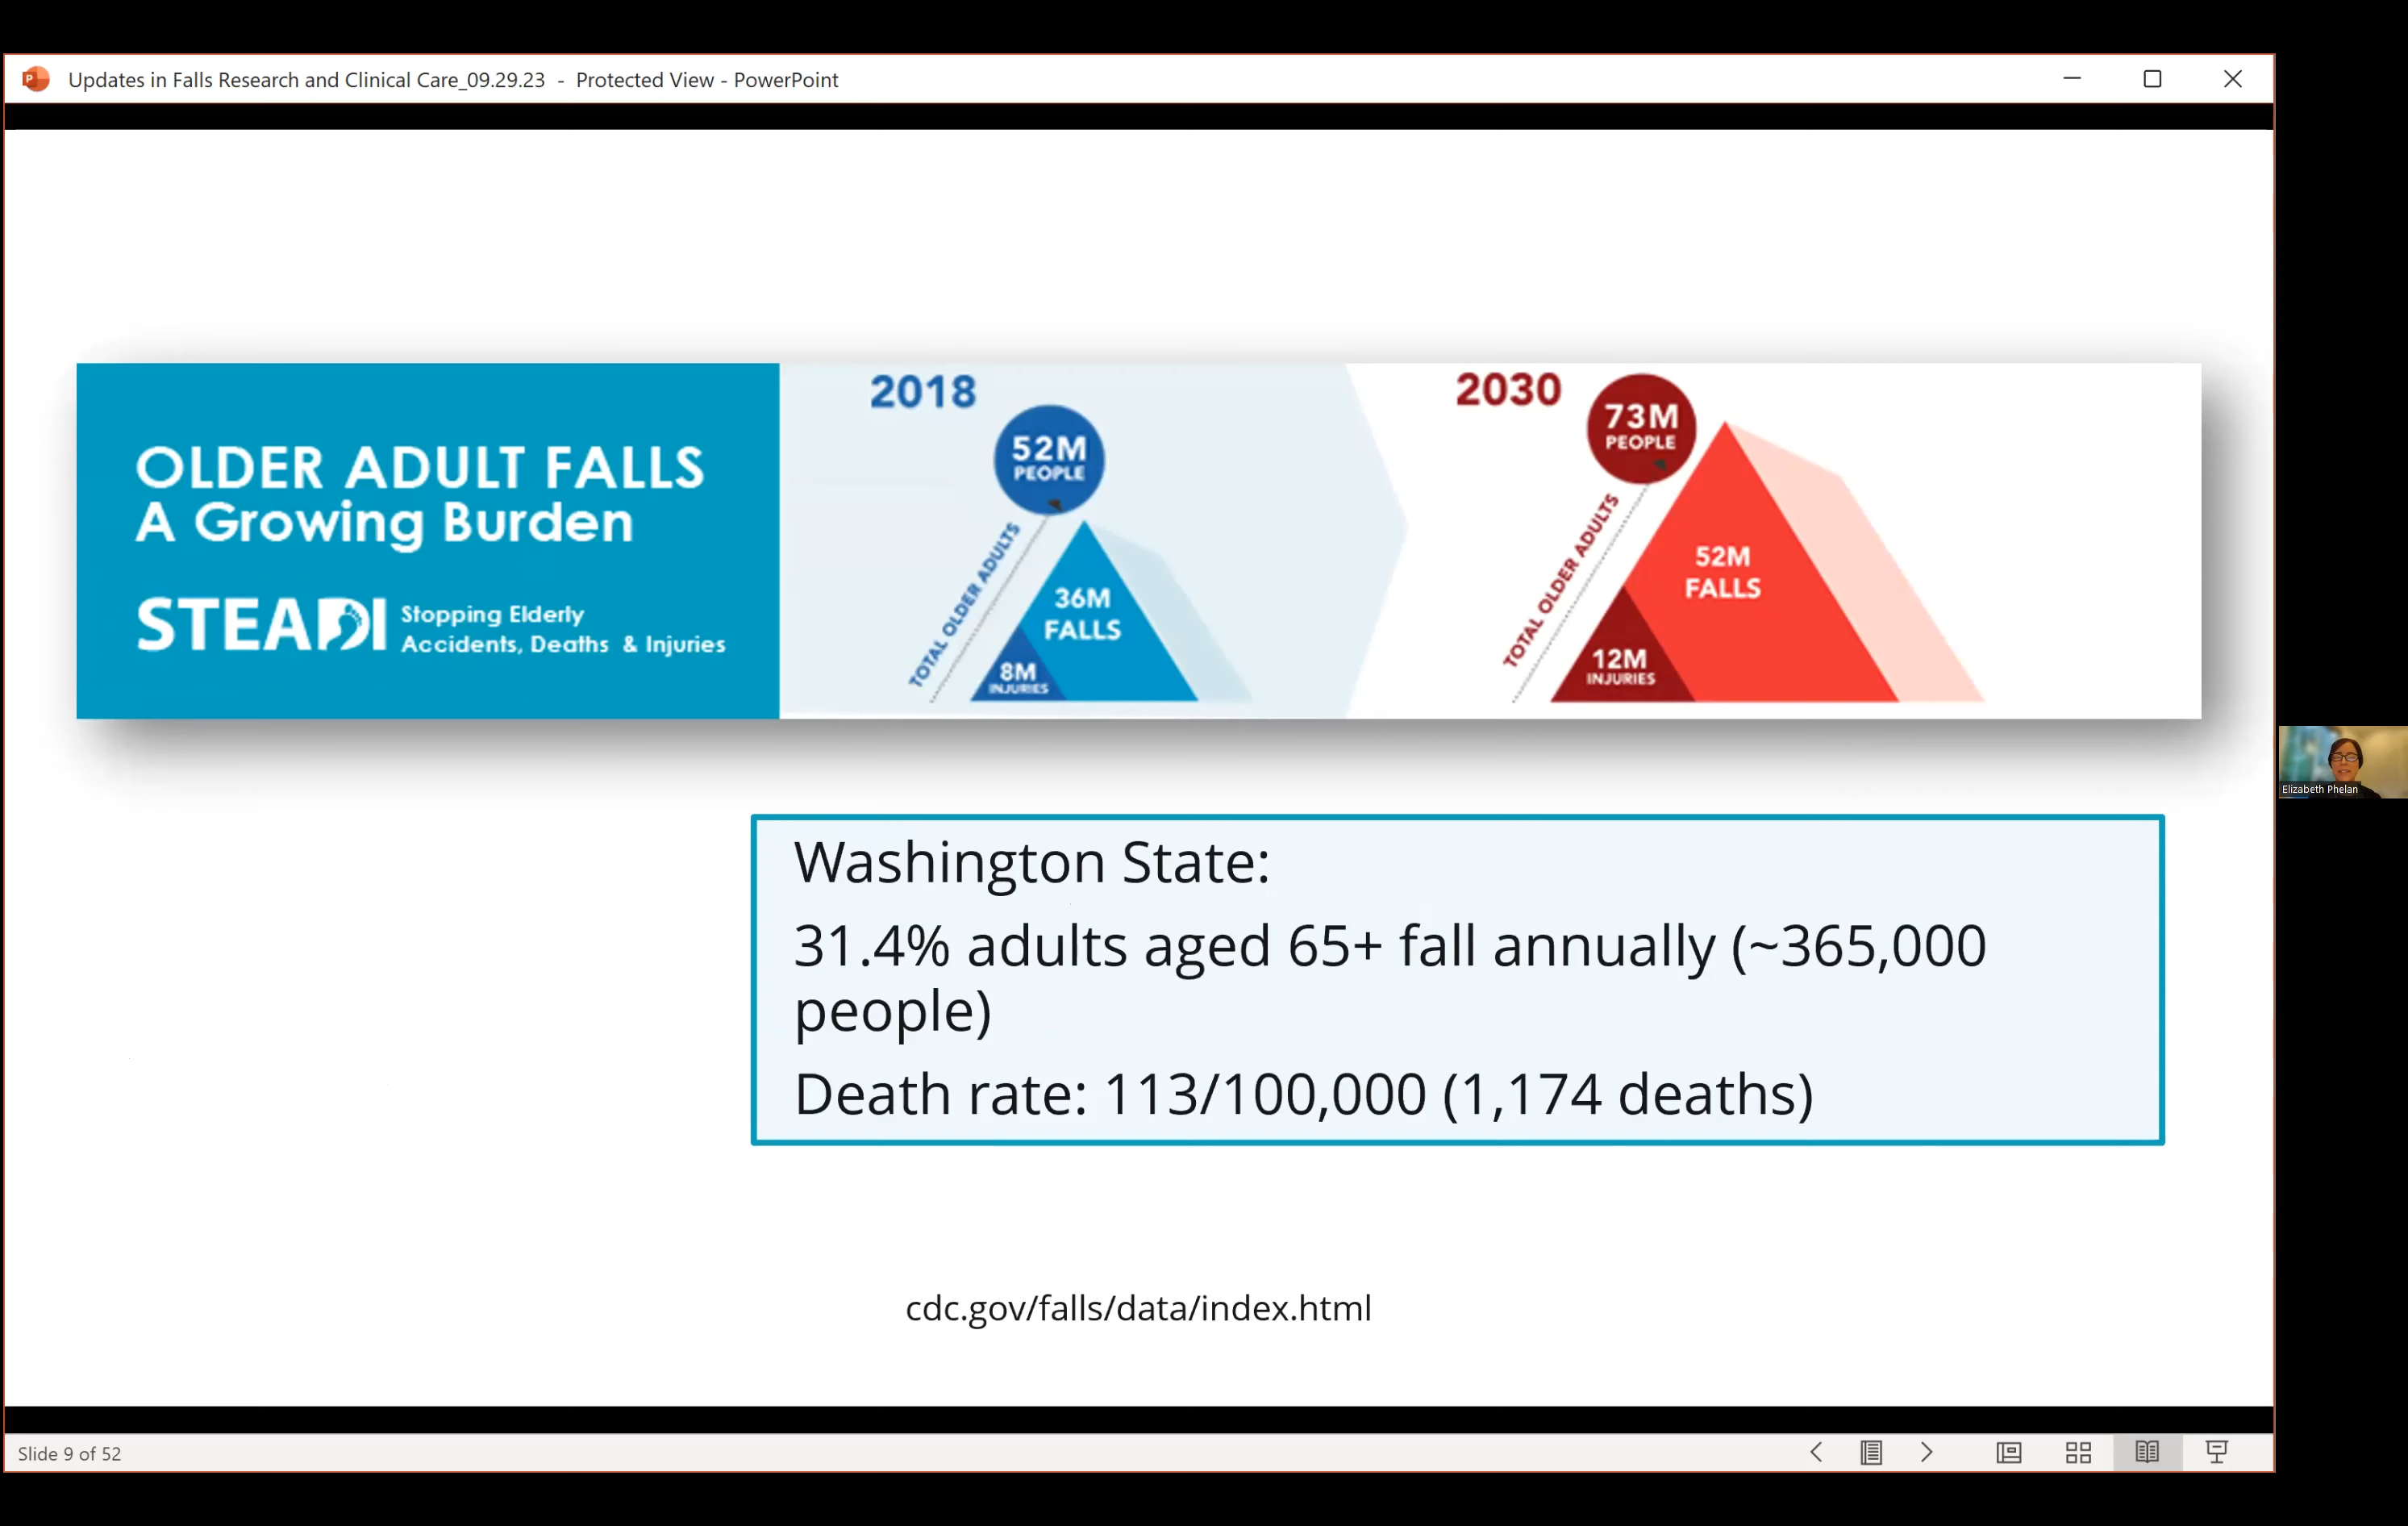 Updates in Falls Research and Clinical Care_09.29.23 - Protected View - PowerPoint
OLDER ADULT FALLS
A Growing Burden
STEADI
Stopping Elderly
Accidents, Deaths & Injuries
2018
52M
PEOPLE
TOTAL OLDER ADULTS
36M
FALLS
8M
INJURIES
2030
73M
PEOPLE
TOTAL OLDER ADULTS
52M
FALLS
12M
INJURIES
Elizabeth Phelan
Washington State:
31.4% adults aged 65+ fall annually (~365,000
people)
Death rate: 113/100,000 (1,174 deaths)
cdc.gov/falls/data/index.html
Slide 9 of 52